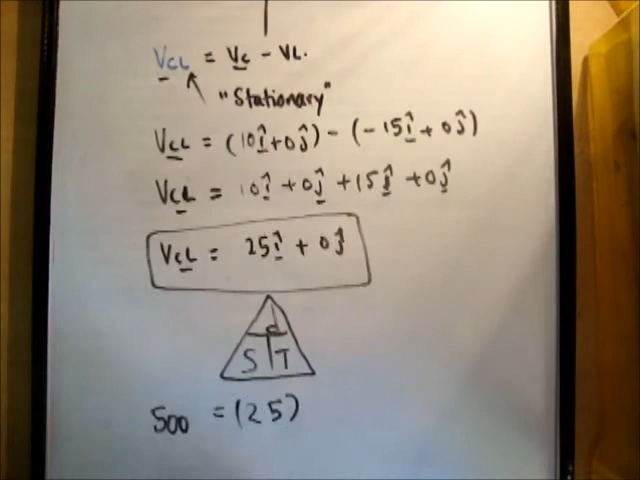 VCL = VC - VL.
"Stationary"
VCL = (10î+0ĵ) - (-15î+0ĵ)
VCL = 10î +0ĵ +15î +0ĵ
VCL = 25î + 0ĵ
d
S T
500 = (25)